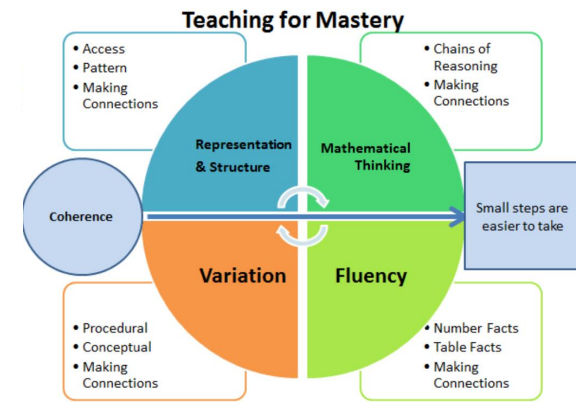 Teaching for Mastery
• Access
• Pattern
• Making
Connections
• Chains of
Reasoning
• Making
Connections
Representation
& Structure
Mathematical
Thinking
Coherence
Small steps are
easier to take
Variation
Fluency
• Procedural
• Conceptual
• Making
Connections
• Number Facts
• Table Facts
• Making
Connections